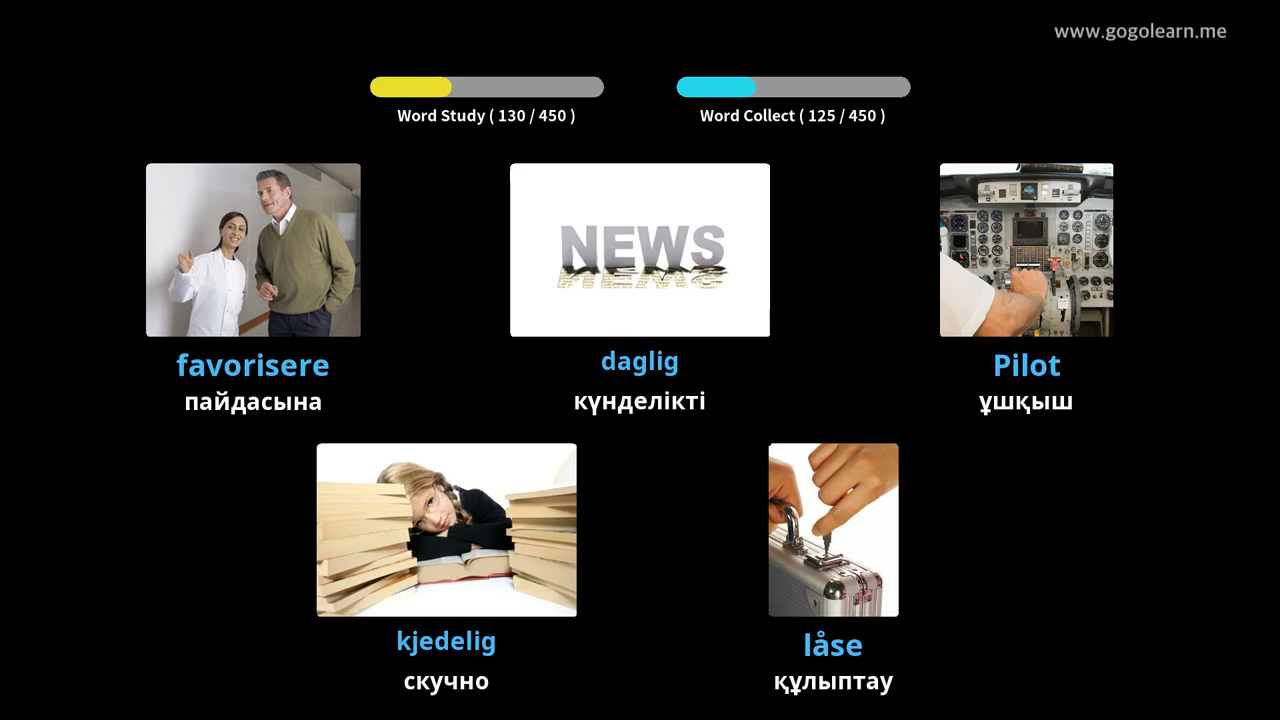 www.gogolearn.me
Word Study ( 130 / 450 )
Word Collect ( 125 / 450 )
NEWS
favorisere
пайдасына
daglig
күнделікті
Pilot
ұшқыш
kjedelig
скучно
låse
құлыптау